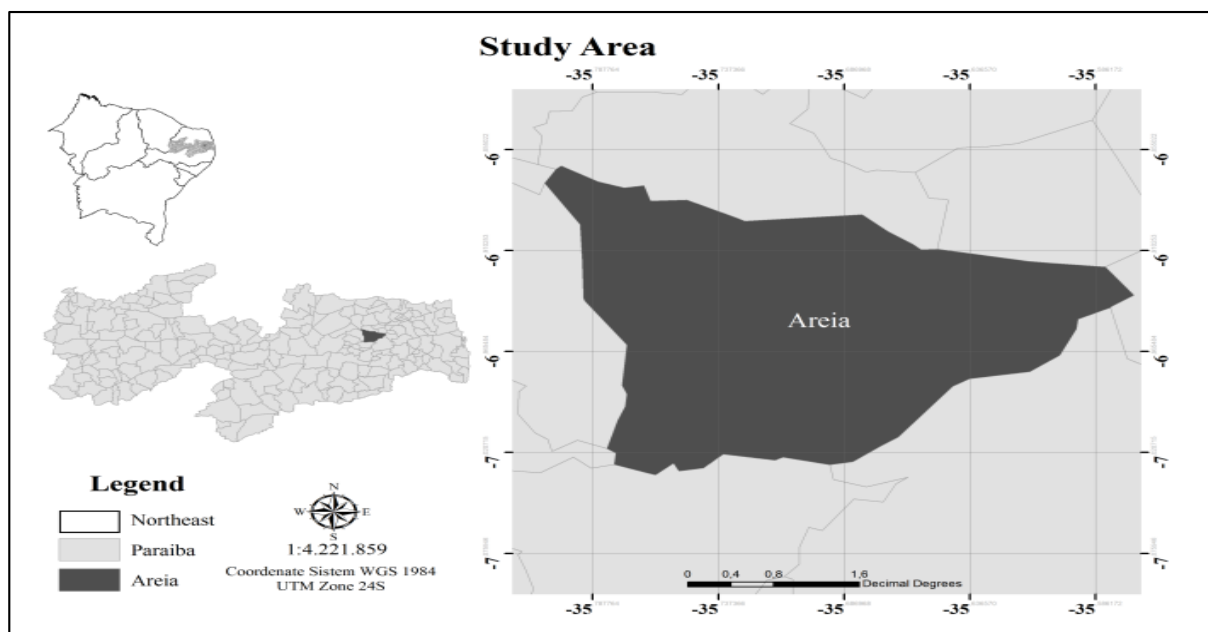 Study Area
-35 -35 -35 -35 -35
-6
-6
-6
-6
-6
-6
-7
-7
-7
-7
Areia
Legend
Northeast
Paraiba
Areia
N
W E
S
1:4.221.859
Coordenate Sistem WGS 1984
UTM Zone 24S
0 0,4 0,8 1,6
Decimal Degrees
-35 -35 -35 -35 -35